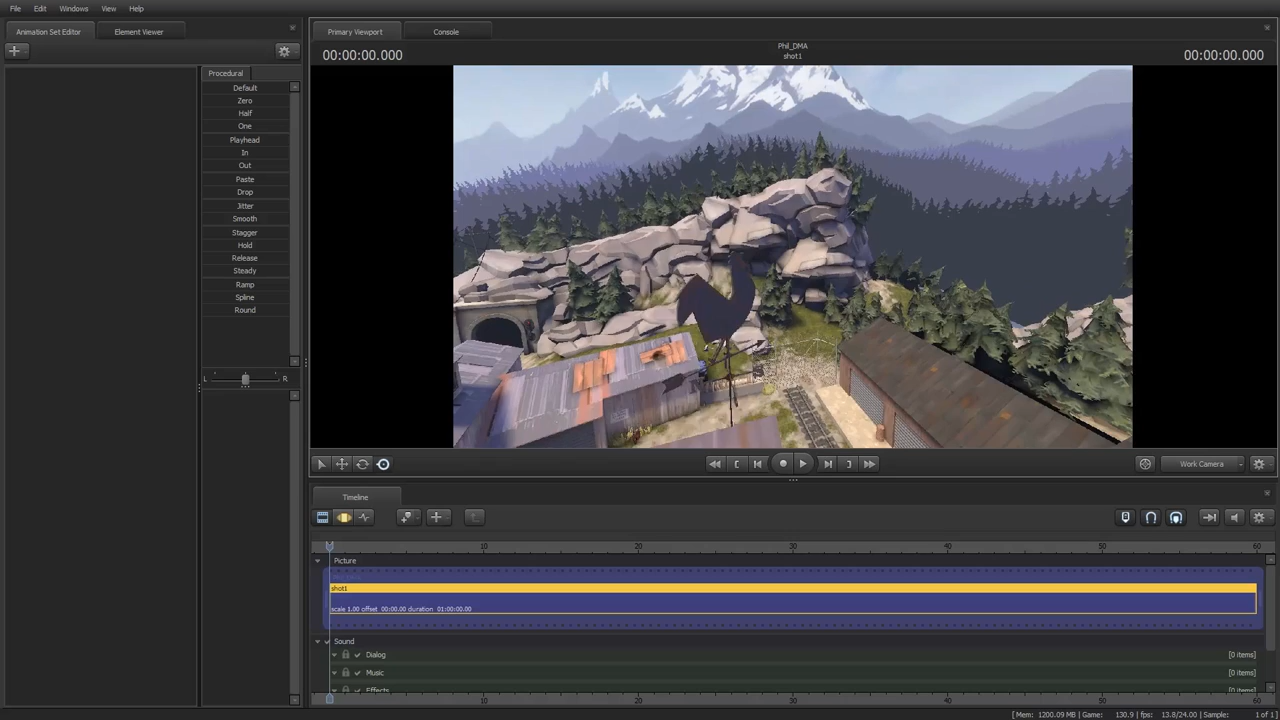 File Edit Windows View Help
Animation Set Editor Element Viewer
Primary Viewport Console
00:00:00.000
Phil_DMA
shot1
00:00:00.000
Procedural
Default
Zero
Half
One
Playhead
In
Out
Paste
Drop
Jitter
Smooth
Stagger
Hold
Release
Steady
Ramp
Spline
Round
L R
Work Camera
Timeline
10 20 30 40 50 60
Picture
shot1
scale 1.00 offset 00:00.00 duration 01:00:00.00
Sound
Dialog [0 items]
Music [0 items]
Effects [0 items]
10 20 30 40 50 60
[Mem: 1200.09 MB | Game: 130.9 | fps: 13.8/24.00 | Sample: 1 of 1 ]